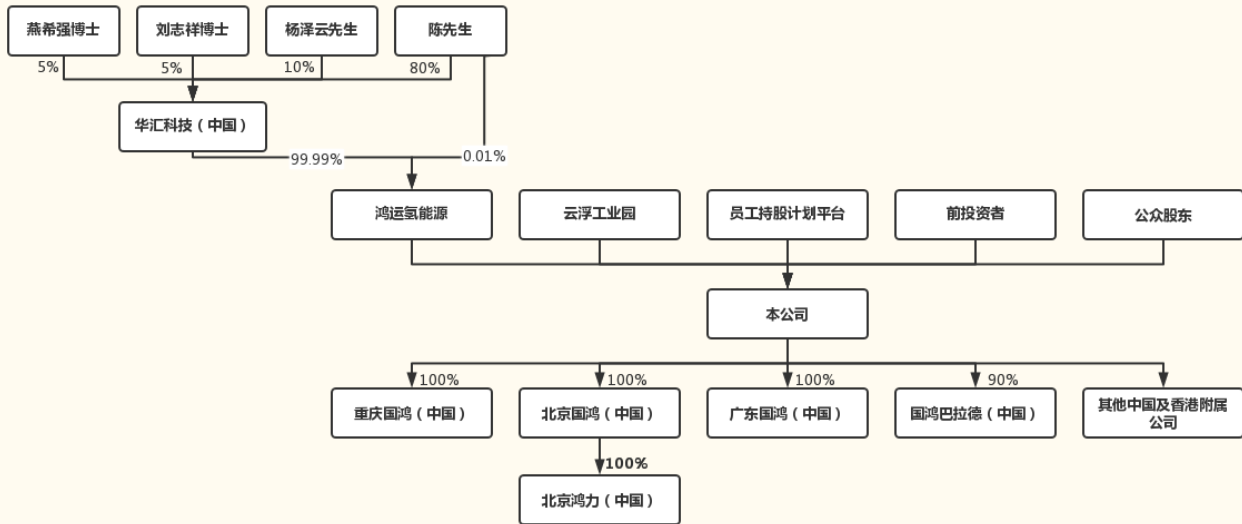 燕希强博士
刘志祥博士
杨泽云先生
陈先生
5%
5%
10%
80%
华汇科技（中国）
99.99%
0.01%
鸿运氢能源
云浮工业园
员工持股计划平台
前投资者
公众股东
本公司
100%
100%
100%
90%
重庆国鸿（中国）
北京国鸿（中国）
广东国鸿（中国）
国鸿巴拉德（中国）
其他中国及香港附属
公司
100%
北京鸿力（中国）